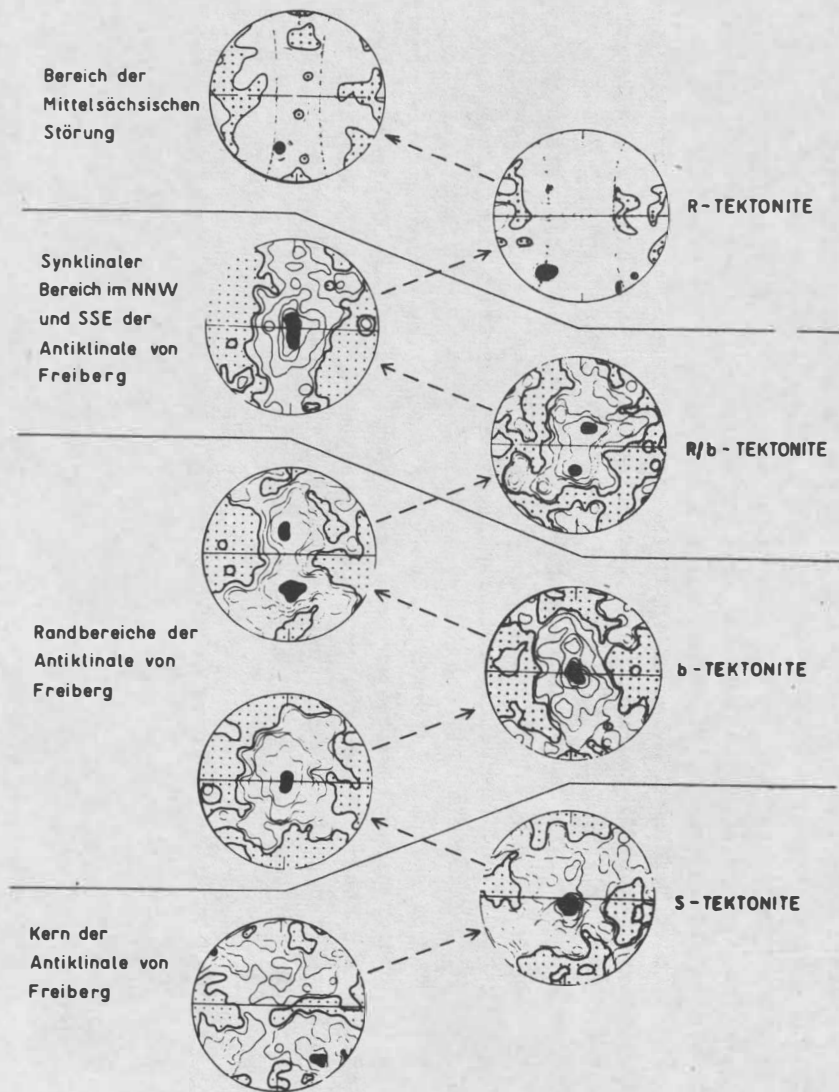 Bereich der
Mittelsächsischen
Störung
R-TEKTONITE
Synklinaler
Bereich im NNW
und SSE der
Antiklinale von
Freiberg
R/b-TEKTONITE
Randbereiche der
Antiklinale von
Freiberg
b-TEKTONITE
S-TEKTONITE
Kern der
Antiklinale von
Freiberg